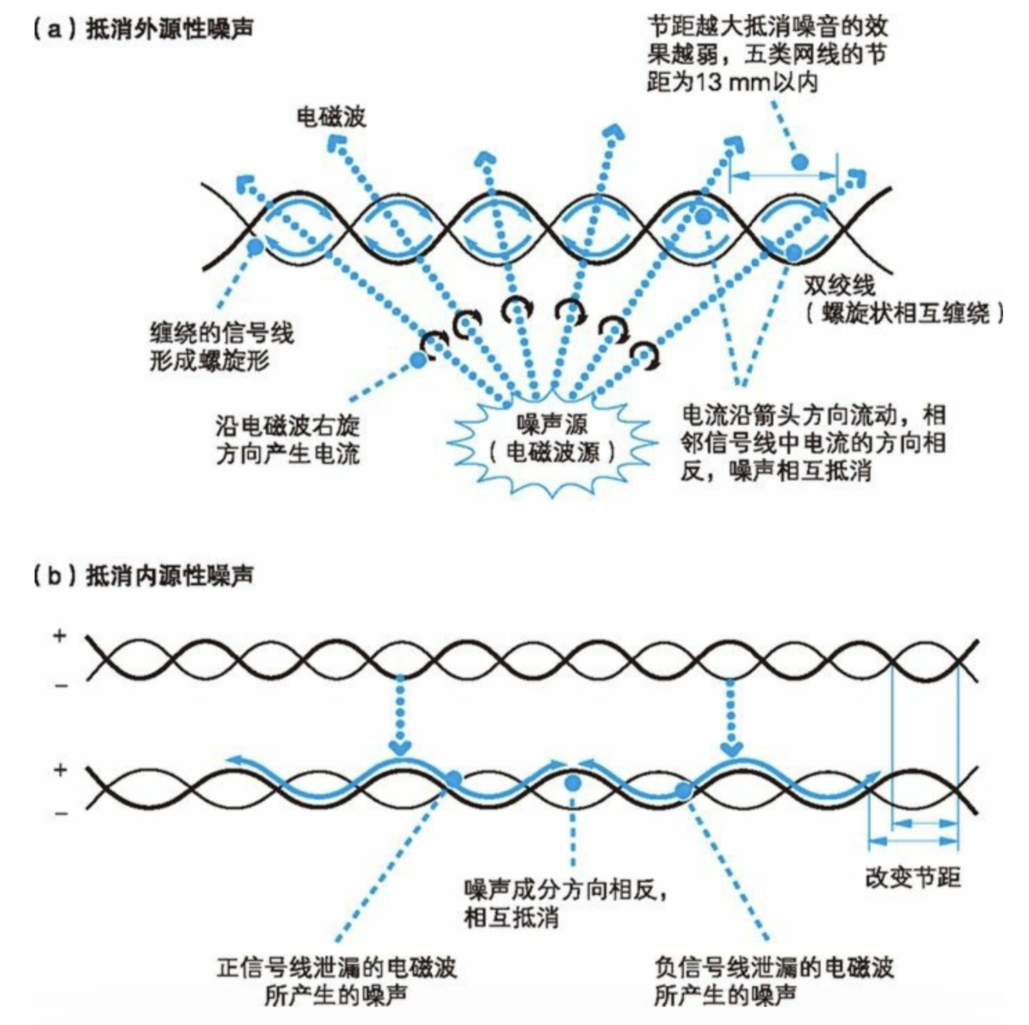 (a)抵消外源性噪声
节距越大抵消噪音的效
果越弱，五类网线的节
距为13 mm以内
电磁波
双绞线
(螺旋状相互缠绕)
缠绕的信号线
形成螺旋形
沿电磁波右旋
方向产生电流
噪声源
(电磁波源)
电流沿箭头方向流动，相
邻信号线中电流的方向相
反，噪声相互抵消
(b)抵消内源性噪声
+
−
+
−
改变节距
噪声成分方向相反，
相互抵消
正信号线泄漏的电磁波
所产生的噪声
负信号线泄漏的电磁波
所产生的噪声